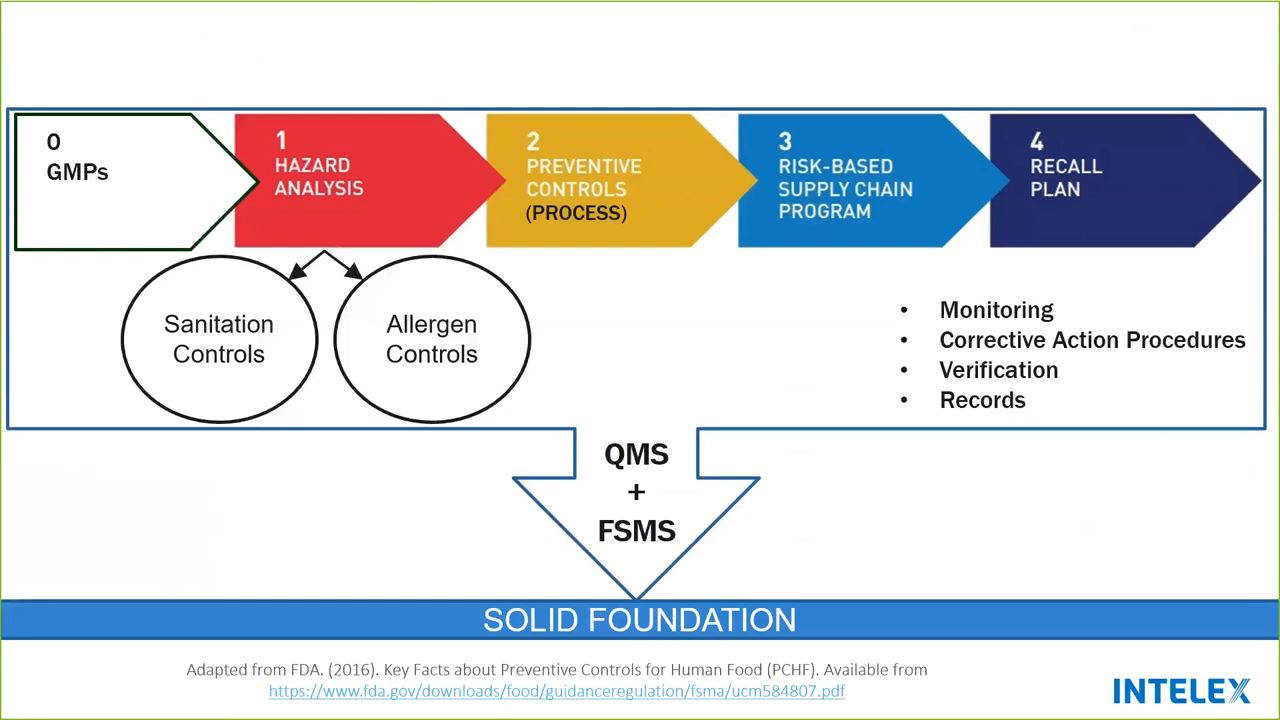 0
GMPs
1
HAZARD
ANALYSIS
2
PREVENTIVE
CONTROLS
(PROCESS)
3
RISK-BASED
SUPPLY CHAIN
PROGRAM
4
RECALL
PLAN
Sanitation
Controls
Allergen
Controls
• Monitoring
• Corrective Action Procedures
• Verification
• Records
QMS
+
FSMS
SOLID FOUNDATION
Adapted from FDA. (2016). Key Facts about Preventive Controls for Human Food (PCHF). Available from
https://www.fda.gov/downloads/food/guidanceregulation/fsma/ucm584807.pdf
INTELEX